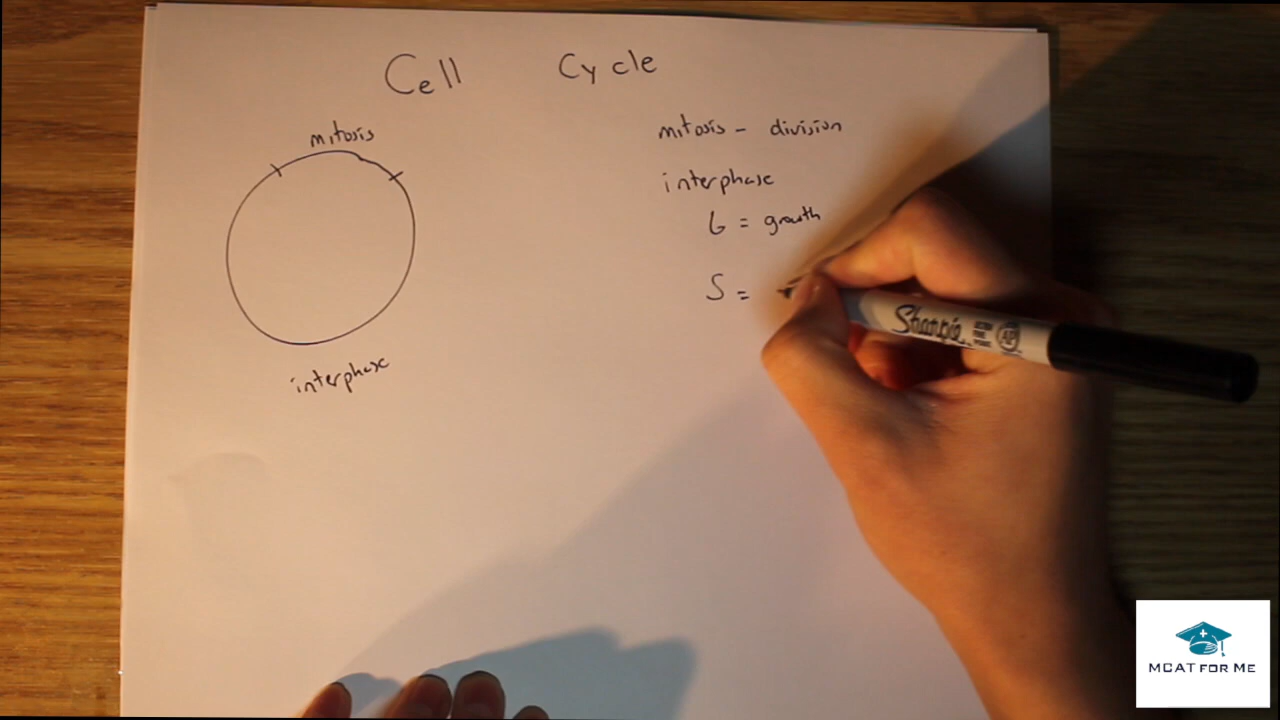 Cell Cycle
mitosis
mitosis - division
interphase
G = growth
S =
Sharpie
interphase
MCAT FOR ME